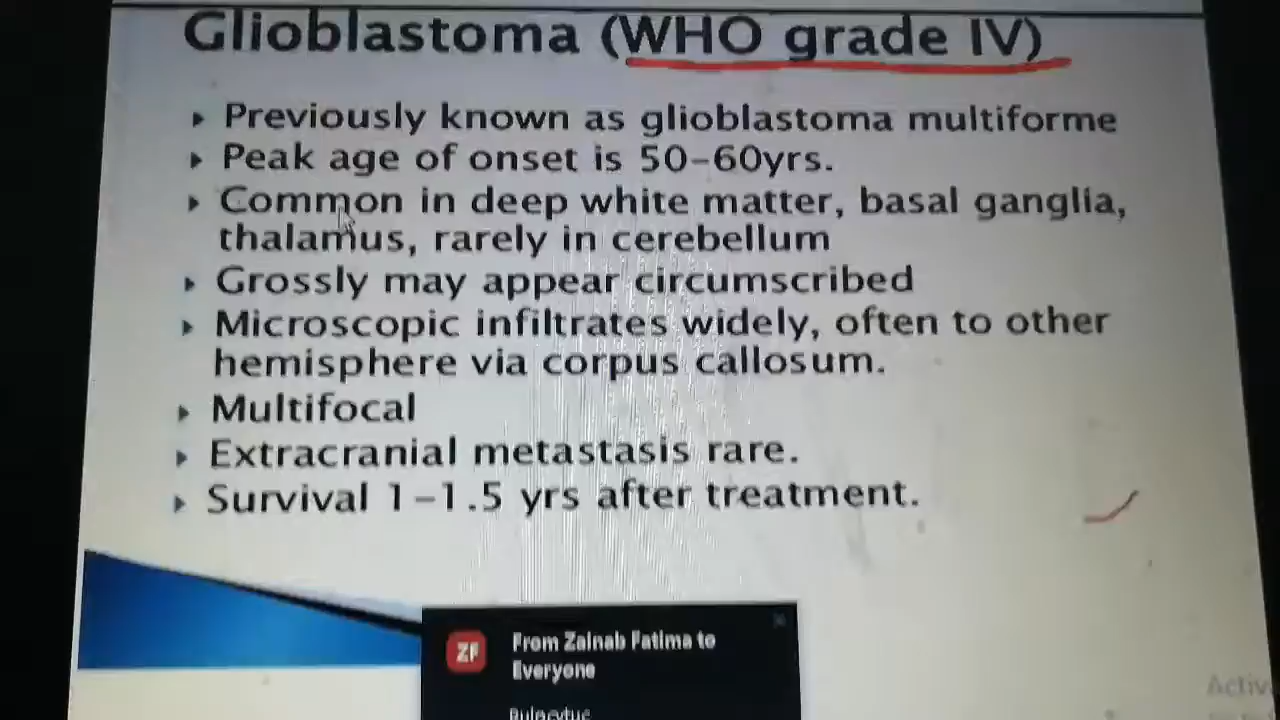 Glioblastoma (WHO grade IV)
Previously known as glioblastoma multiforme
Peak age of onset is 50-60yrs.
Common in deep white matter, basal ganglia,
thalamus, rarely in cerebellum
Grossly may appear circumscribed
Microscopic infiltrates widely, often to other
hemisphere via corpus callosum.
Multifocal
Extracranial metastasis rare.
Survival 1-1.5 yrs after treatment.
ZF
From Zainab Fatima to
Everyone